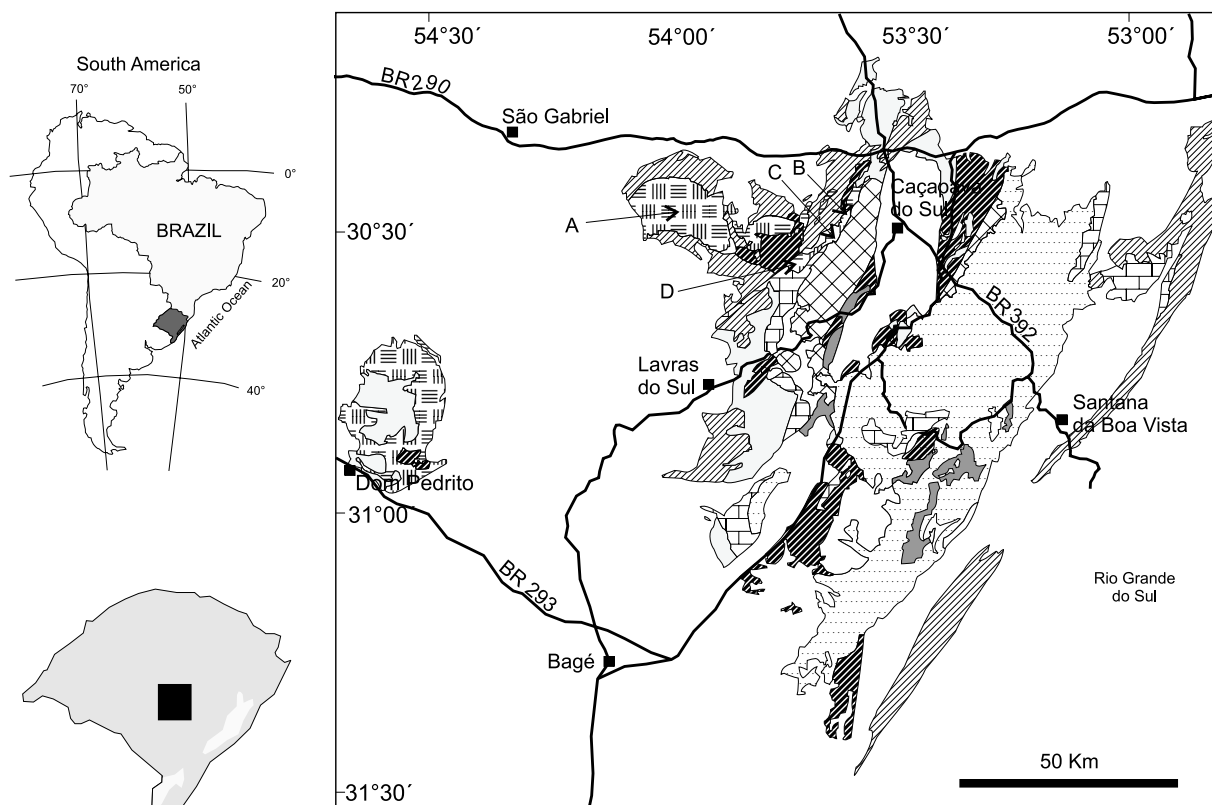 South America
70°
50°
0°
BRAZIL
20°
Atlantic Ocean
40°
54°30´
54°00´
53°30´
53°00´
BR290
São Gabriel
C
B
Caçapava
do Sul
A
30°30´
D
BR392
Lavras
do Sul
Santana
da Boa Vista
Dom Pedrito
31°00´
BR 293
Rio Grande
do Sul
Bagé
50 Km
31°30´